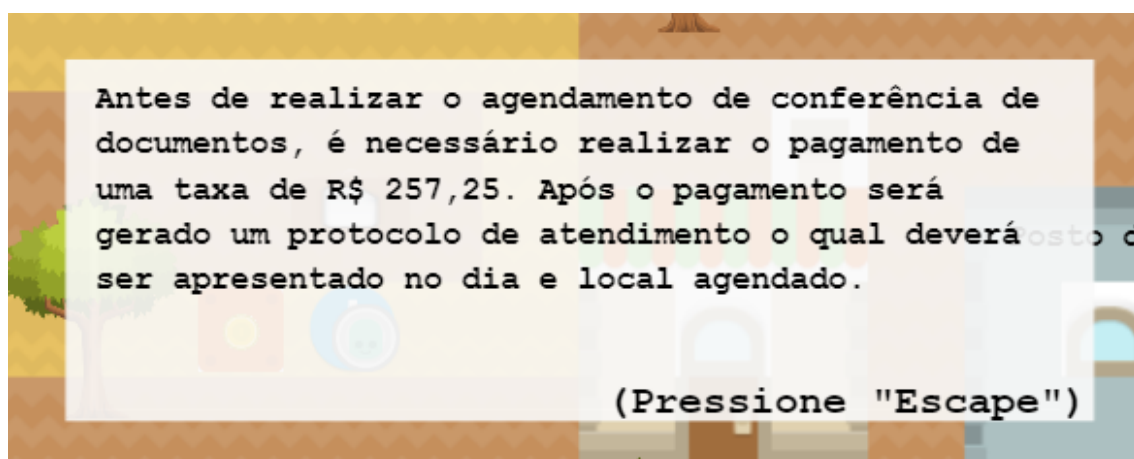 Antes de realizar o agendamento de conferência de
documentos, é necessário realizar o pagamento de
uma taxa de R$ 257,25. Após o pagamento será
gerado um protocolo de atendimento o qual deverá
ser apresentado no dia e local agendado.
Posto
(Pressione "Escape")